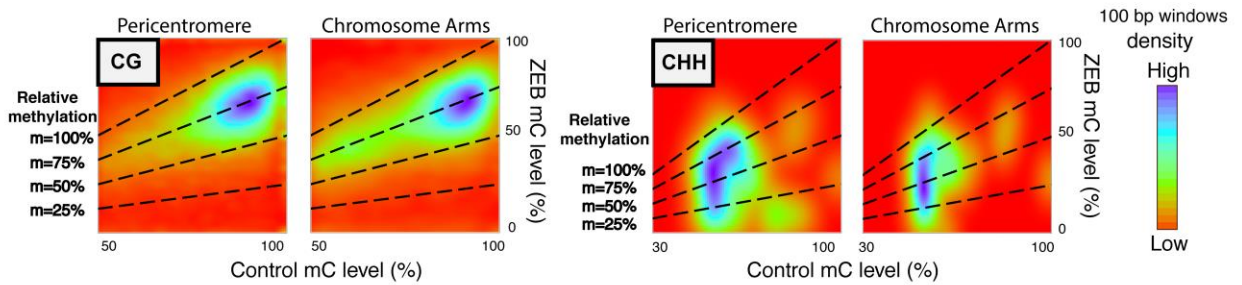 Pericentromere
Chromosome Arms
CG
Relative
methylation
m=100%
m=75%
m=50%
m=25%
100
50
0
ZEB mC level (%)
50
100
50
100
Control mC level (%)
Pericentromere
Chromosome Arms
CHH
Relative
methylation
m=100%
m=75%
m=50%
m=25%
100
50
0
ZEB mC level (%)
30
100
30
100
Control mC level (%)
100 bp windows
density
High
Low